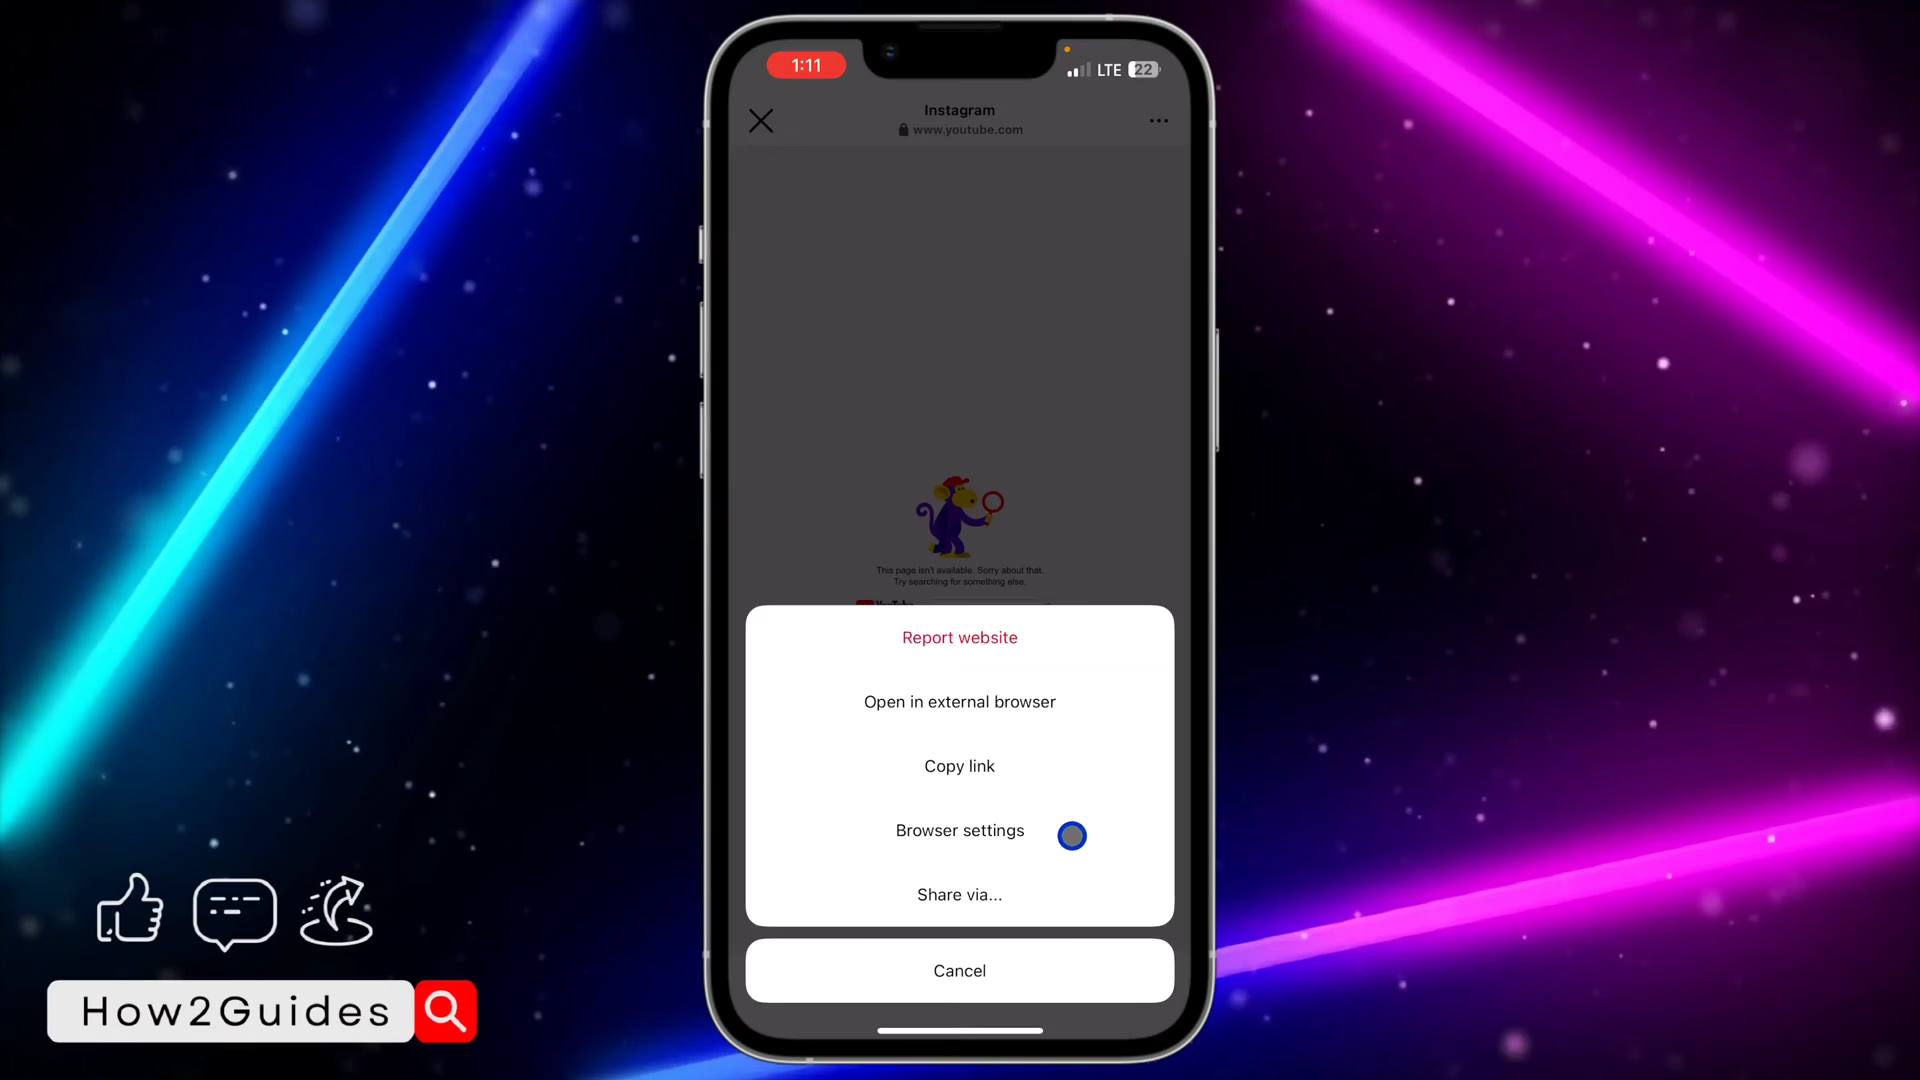 1:11
LTE 22
Instagram
www.youtube.com
This page isn't available. Sorry about that.
Try searching for something else.
YouTube
Report website
Open in external browser
Copy link
Browser settings
Share via...
Cancel
How2Guides